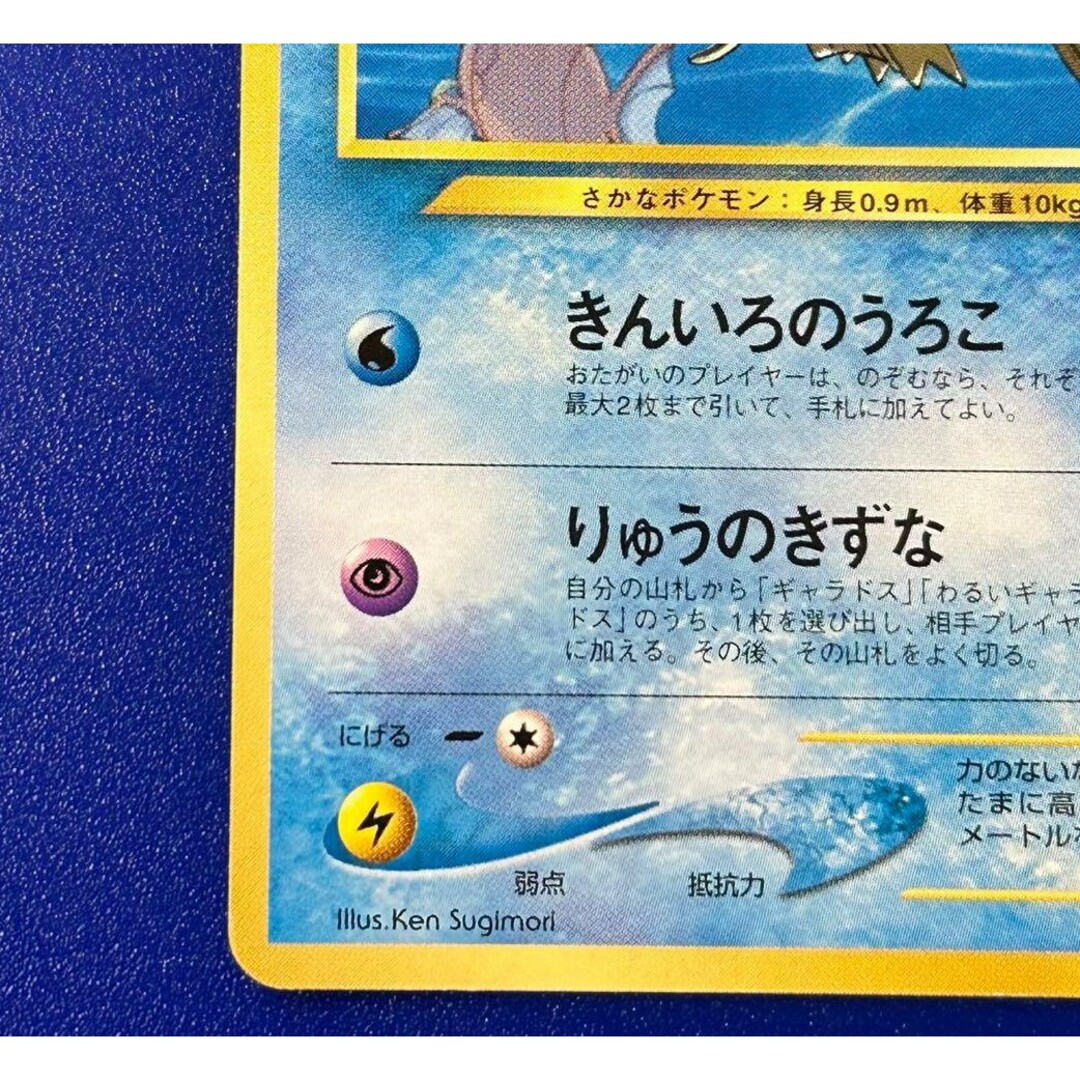 さかなポケモン：身長0.9m、体重10kg
きんいろのうろこ
おたがいのプレイヤーは、のぞむなら、それぞ
最大2枚まで引いて、手札に加えてよい。
りゅうのきずな
自分の山札から「ギャラドス」「わるいギャラ
ドス」のうち、1枚を選び出し、相手プレイヤ
に加える。その後、その山札をよく切る。
にげる
力のない
たまに高
メートル
弱点 抵抗力
Illus.Ken Sugimori